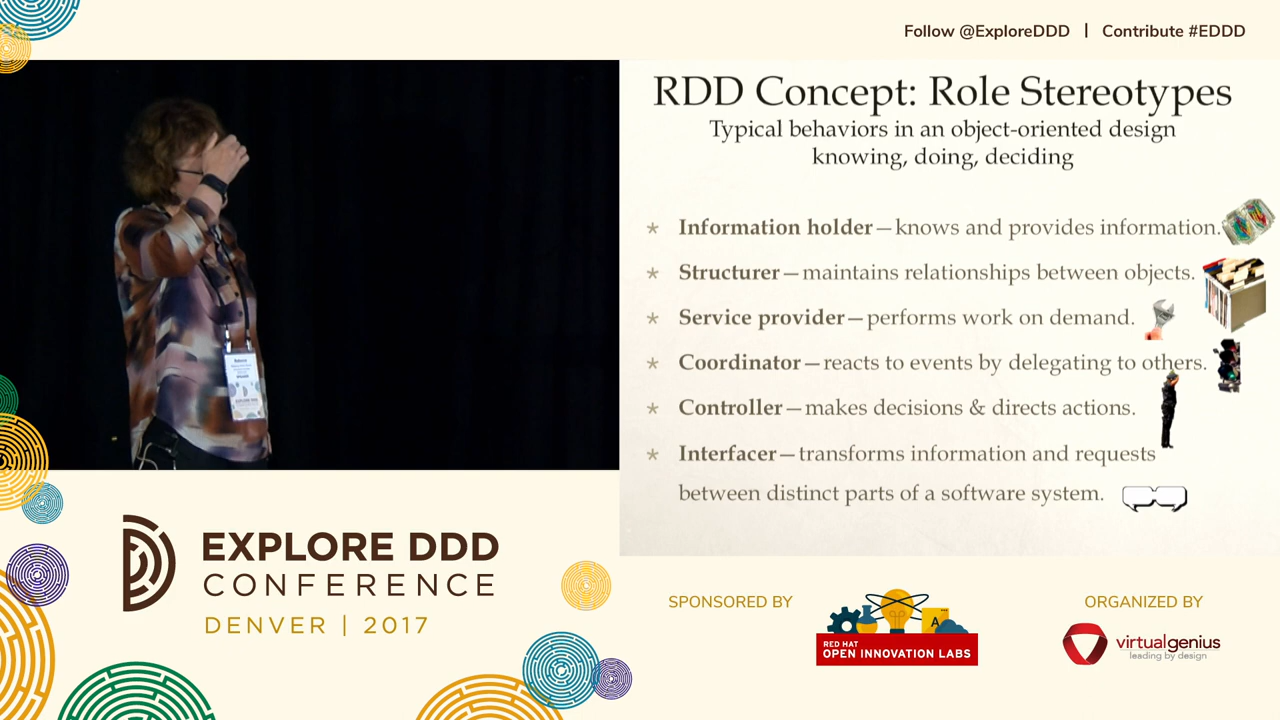 Follow @ExploreDDD | Contribute #EDDD
RDD Concept: Role Stereotypes
Typical behaviors in an object-oriented design
knowing, doing, deciding
* Information holder—knows and provides information.
* Structurer—maintains relationships between objects.
* Service provider—performs work on demand.
* Coordinator—reacts to events by delegating to others.
* Controller—makes decisions & directs actions.
* Interfacer—transforms information and requests
between distinct parts of a software system.
EXPLORE DDD
CONFERENCE
DENVER | 2017
SPONSORED BY
A
RED HAT
OPEN INNOVATION LABS
ORGANIZED BY
virtualgenius
leading by design